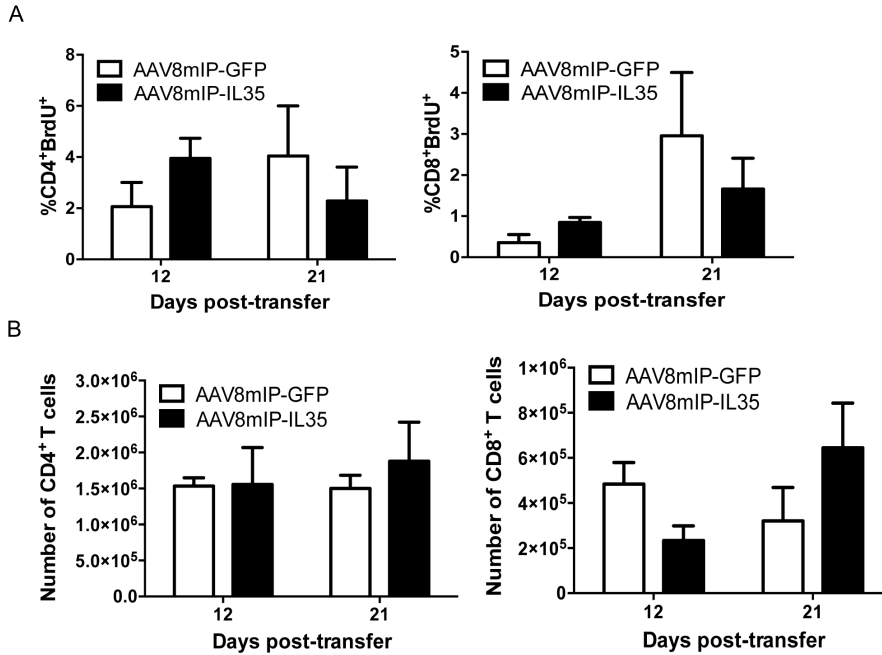 A
%CD4⁺BrdU⁺
8
6
4
2
0
AAV8mIP-GFP
AAV8mIP-IL35
12
21
Days post-transfer
%CD8⁺BrdU⁺
5
4
3
2
1
0
AAV8mIP-GFP
AAV8mIP-IL35
12
21
Days post-transfer
B
Number of CD4⁺ T cells
3.0×10⁶
2.5×10⁶
2.0×10⁶
1.5×10⁶
1.0×10⁶
5.0×10⁵
0.0
AAV8mIP-GFP
AAV8mIP-IL35
12
21
Days post-transfer
Number of CD8⁺ T cells
1×10⁶
8×10⁵
6×10⁵
4×10⁵
2×10⁵
0
AAV8mIP-GFP
AAV8mIP-IL35
12
21
Days post-transfer